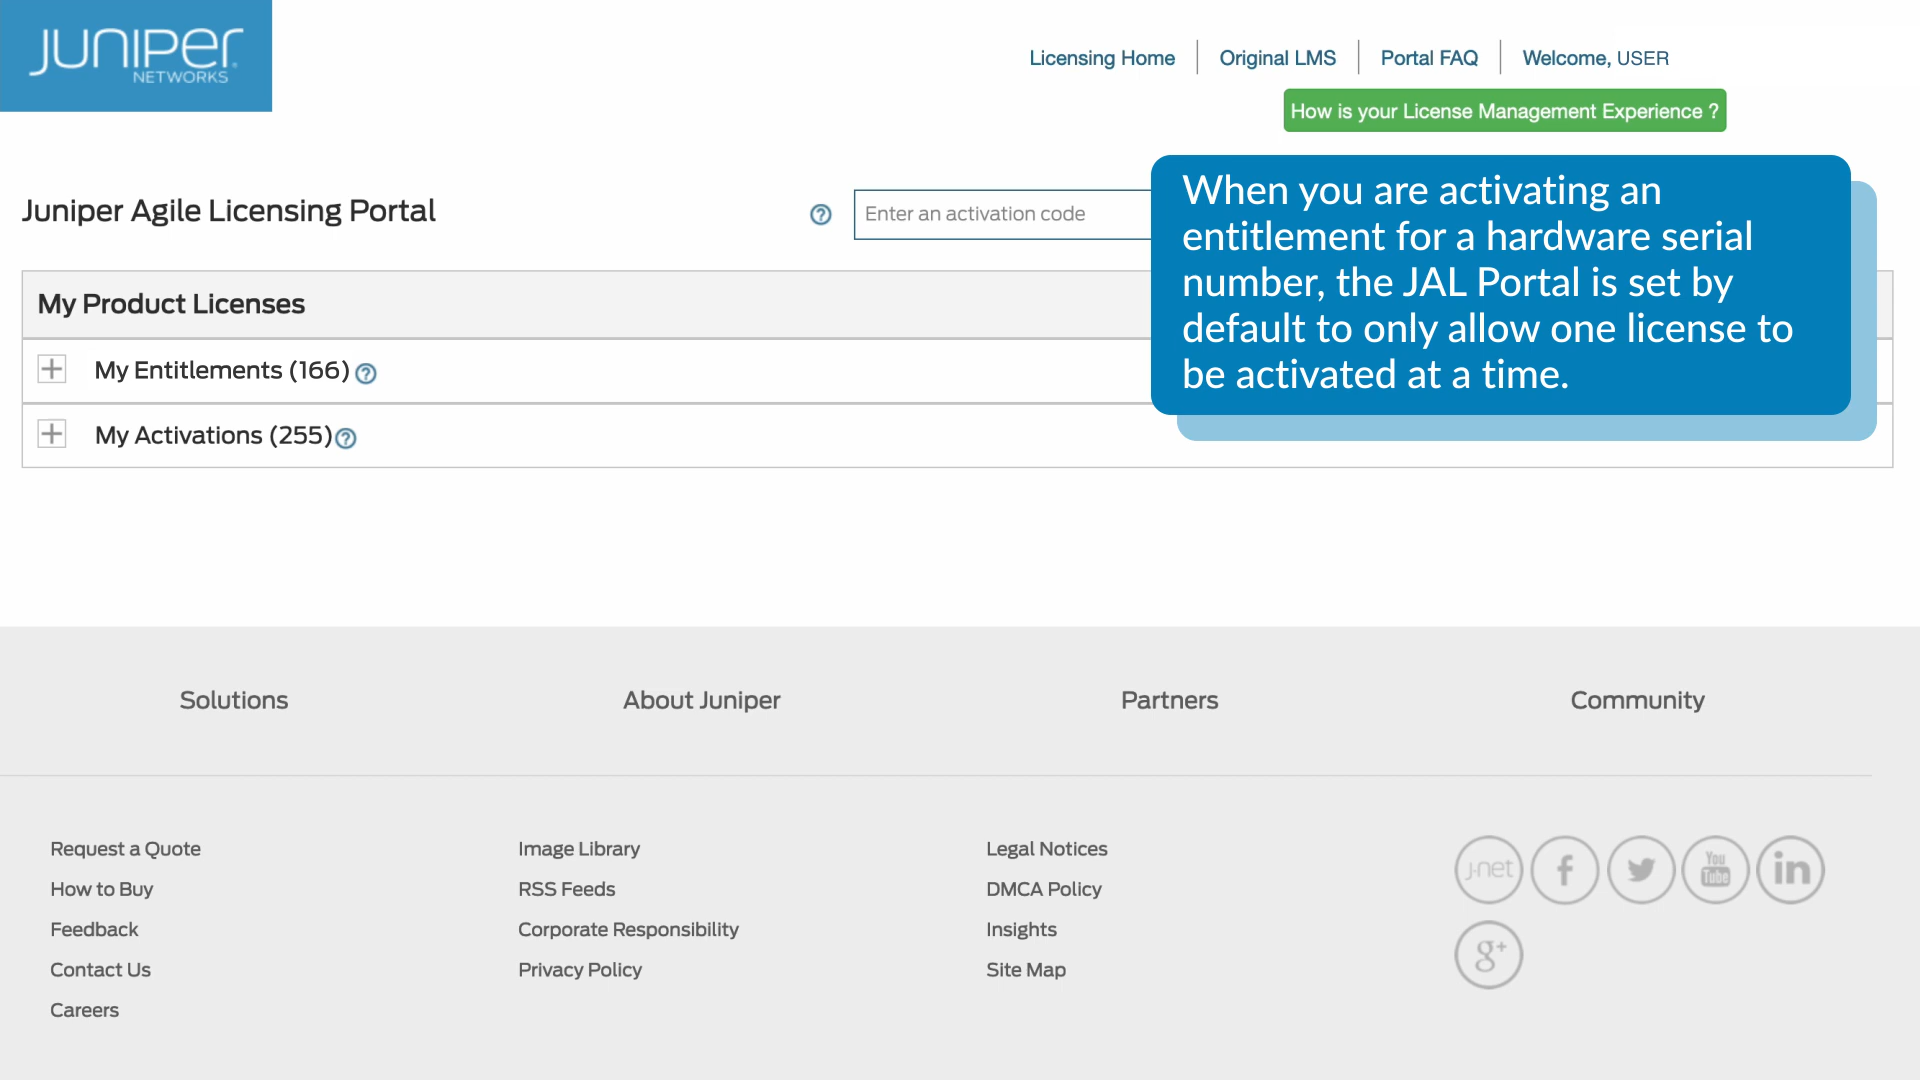 JUNIPER
NETWORKS
Licensing Home
Original LMS
Portal FAQ
Welcome, USER
How is your License Management Experience ?
Juniper Agile Licensing Portal
? Enter an activation code
When you are activating an
entitlement for a hardware serial
number, the JAL Portal is set by
default to only allow one license to
be activated at a time.
My Product Licenses
+ My Entitlements (166) ?
+ My Activations (255) ?
Solutions
About Juniper
Partners
Community
Request a Quote
How to Buy
Feedback
Contact Us
Careers
Image Library
RSS Feeds
Corporate Responsibility
Privacy Policy
Legal Notices
DMCA Policy
Insights
Site Map
J-net
f
You
Tube
in
g+